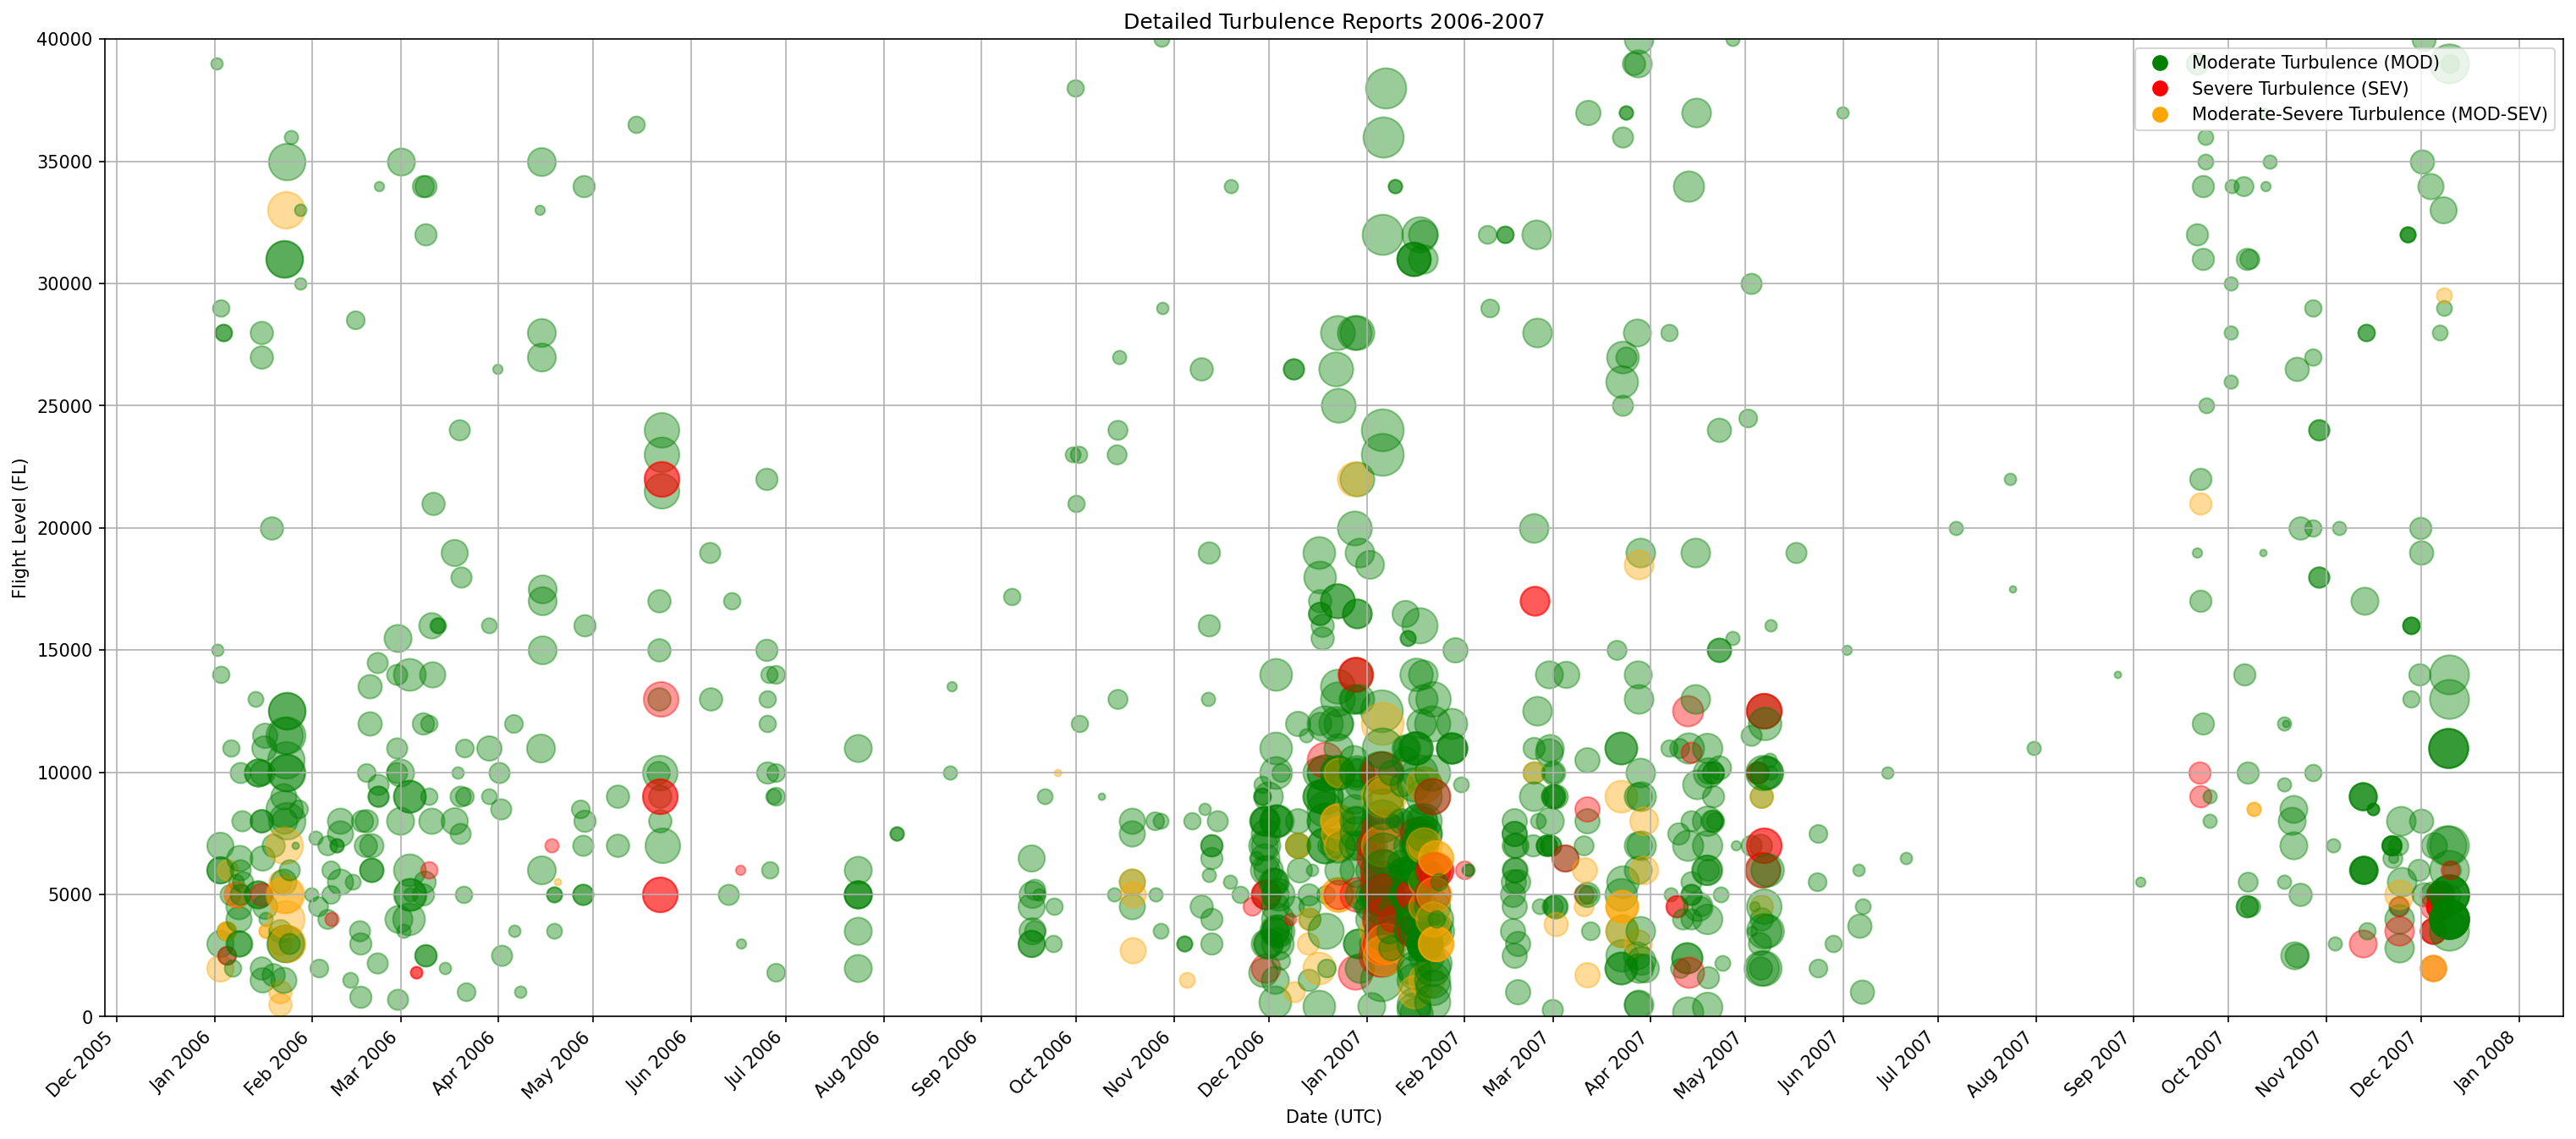 Detailed Turbulence Reports 2006-2007
40000
35000
30000
25000
20000
15000
10000
5000
0
Flight Level (FL)
Moderate Turbulence (MOD)
Severe Turbulence (SEV)
Moderate-Severe Turbulence (MOD-SEV)
Dec 2005
Jan 2006
Feb 2006
Mar 2006
Apr 2006
May 2006
Jun 2006
Jul 2006
Aug 2006
Sep 2006
Oct 2006
Nov 2006
Dec 2006
Jan 2007
Feb 2007
Mar 2007
Apr 2007
May 2007
Jun 2007
Jul 2007
Aug 2007
Sep 2007
Oct 2007
Nov 2007
Dec 2007
Jan 2008
Date (UTC)